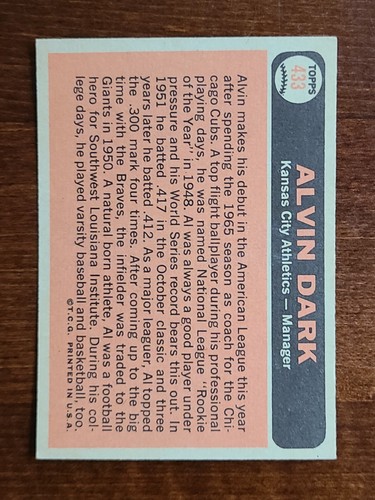 TOPPS
433
ALVIN DARK
Kansas City Athletics — Manager
Alvin makes his debut in the American League this year
after spending the 1965 season as coach for the Chi-
cago Cubs. A top flight ballplayer during his professional
playing days, he was named National League "Rookie
of the Year" in 1948. Al was always a good player under
pressure and his World Series record bears this out. In
1951 he batted .417 in the October classic and three
years later he batted .412. As a major leaguer, Al topped
the .300 mark four times. After coming up to the big
time with the Braves, the infielder was traded to the
Giants in 1950. A natural born athlete, Al was a football
hero for Southwest Louisiana Institute. During his col-
lege days, he played varsity baseball and basketball, too.
©T.C.G. PRINTED IN U.S.A.